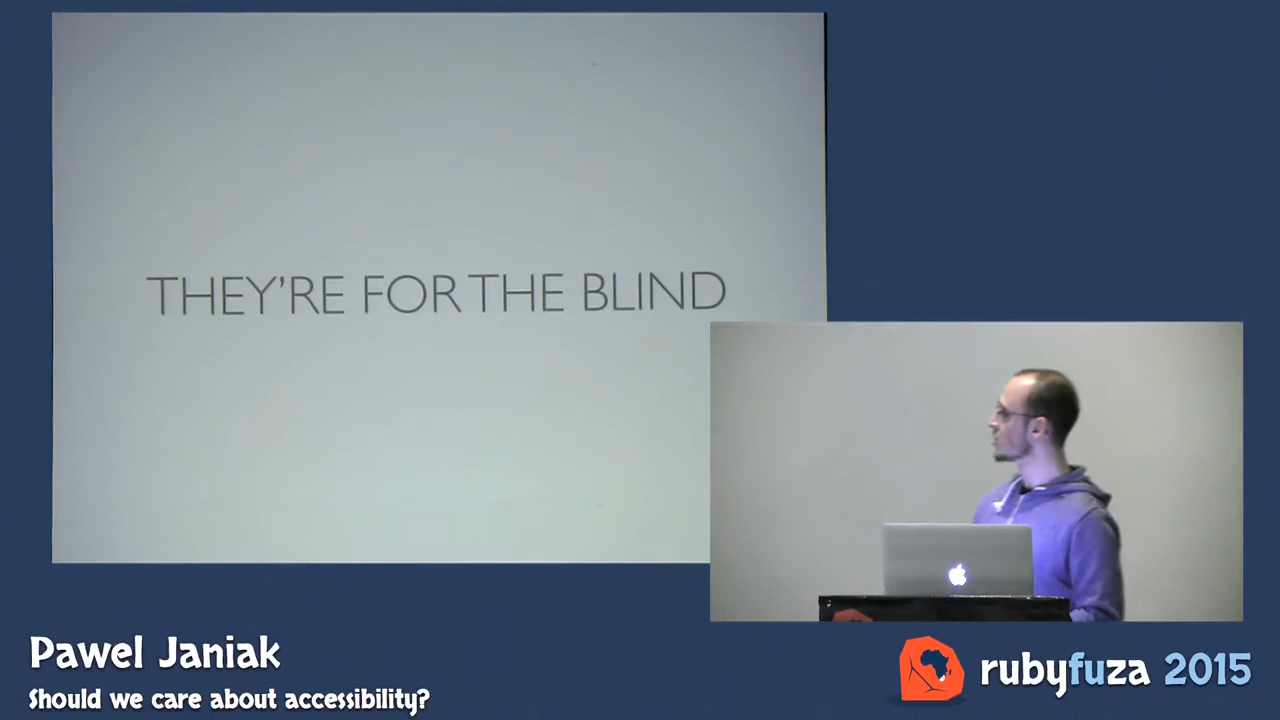 THEY'RE FOR THE BLIND
Pawel Janiak
Should we care about accessibility?
rubyfuza 2015